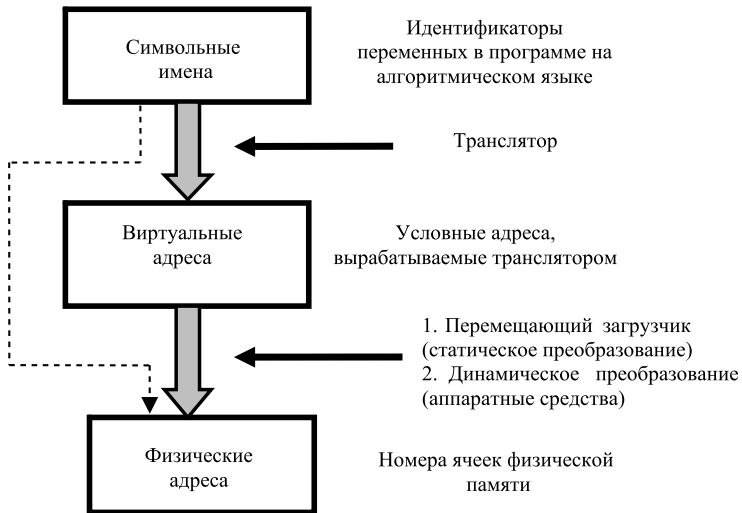 Символьные
имена
Идентификаторы
переменных в программе на
алгоритмическом языке
Транслятор
Виртуальные
адреса
Условные адреса,
вырабатываемые транслятором
1. Перемещающий загрузчик
(статическое преобразование)
2. Динамическое преобразование
(аппаратные средства)
Физические
адреса
Номера ячеек физической
памяти